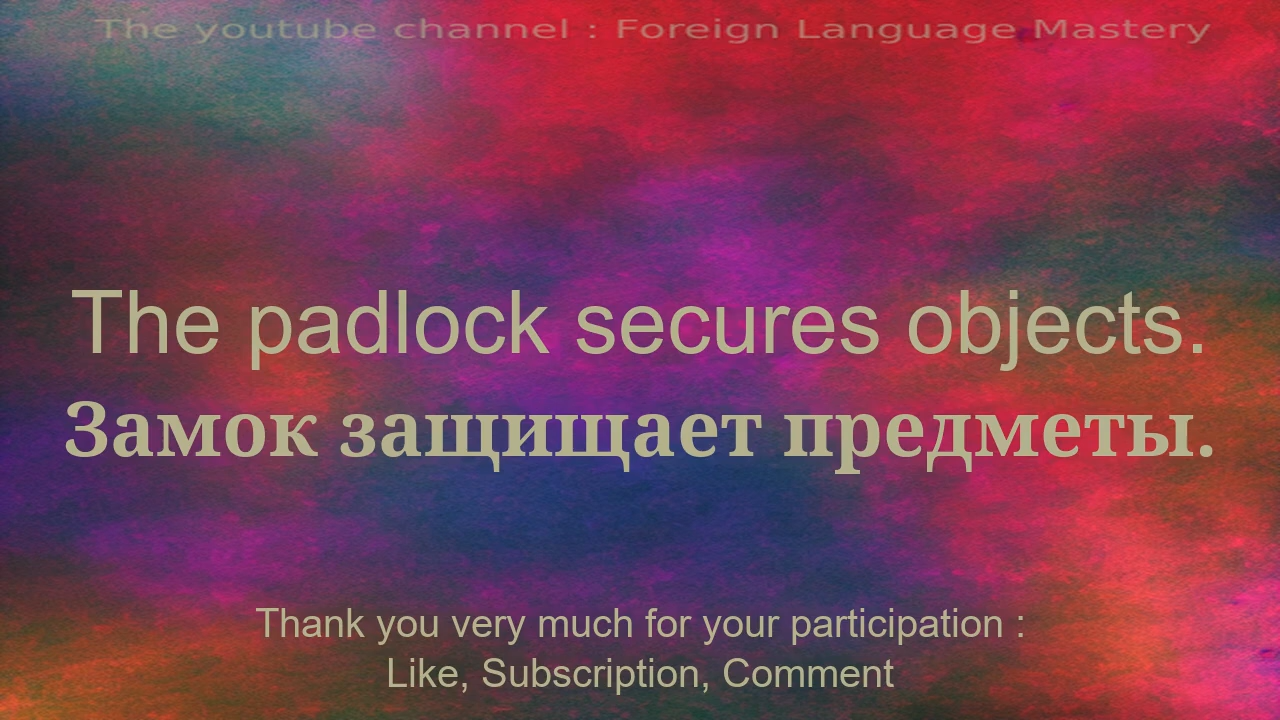 The youtube channel : Foreign Language Mastery
The padlock secures objects.
Замок защищает предметы.
Thank you very much for your participation :
Like, Subscription, Comment